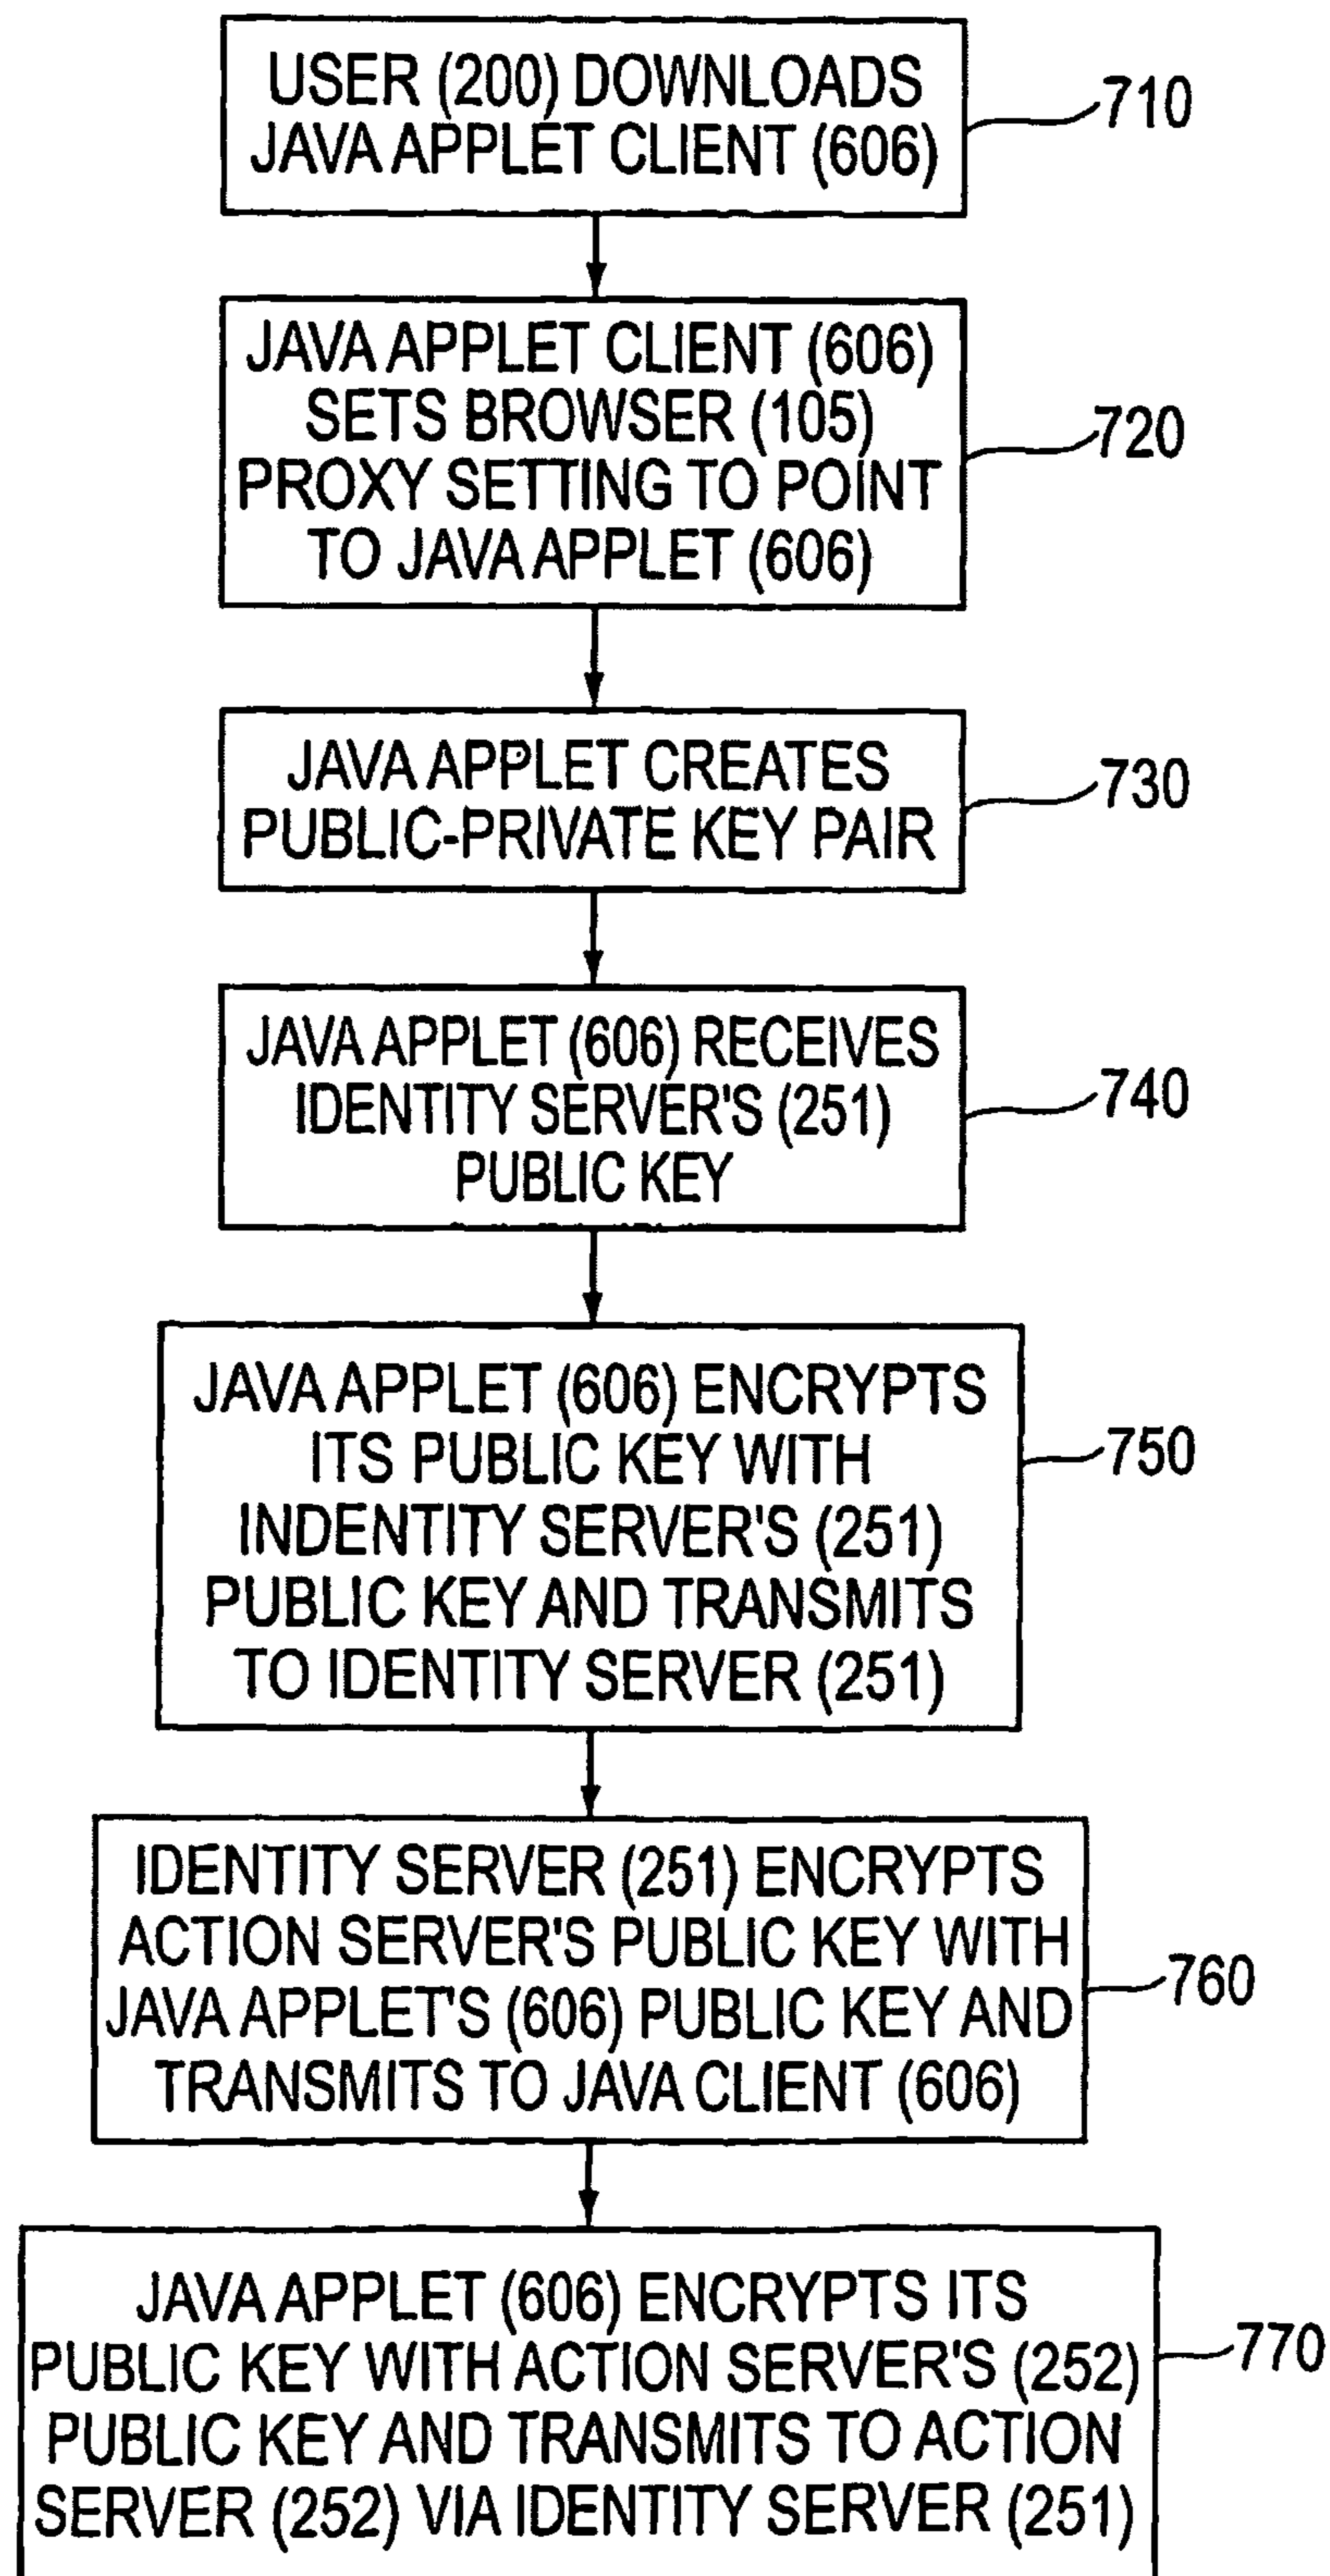 USER (200) DOWNLOADS
JAVA APPLET CLIENT (606)
710
JAVA APPLET CLIENT (606)
SETS BROWSER (105)
PROXY SETTING TO POINT
TO JAVA APPLET (606)
720
JAVA APPLET CREATES
PUBLIC-PRIVATE KEY PAIR
730
JAVA APPLET (606) RECEIVES
IDENTITY SERVER'S (251)
PUBLIC KEY
740
JAVA APPLET (606) ENCRYPTS
ITS PUBLIC KEY WITH
INDENTITY SERVER'S (251)
PUBLIC KEY AND TRANSMITS
TO IDENTITY SERVER (251)
750
IDENTITY SERVER (251) ENCRYPTS
ACTION SERVER'S PUBLIC KEY WITH
JAVA APPLET'S (606) PUBLIC KEY AND
TRANSMITS TO JAVA CLIENT (606)
760
JAVA APPLET (606) ENCRYPTS ITS
PUBLIC KEY WITH ACTION SERVER'S (252)
PUBLIC KEY AND TRANSMITS TO ACTION
SERVER (252) VIA IDENTITY SERVER (251)
770